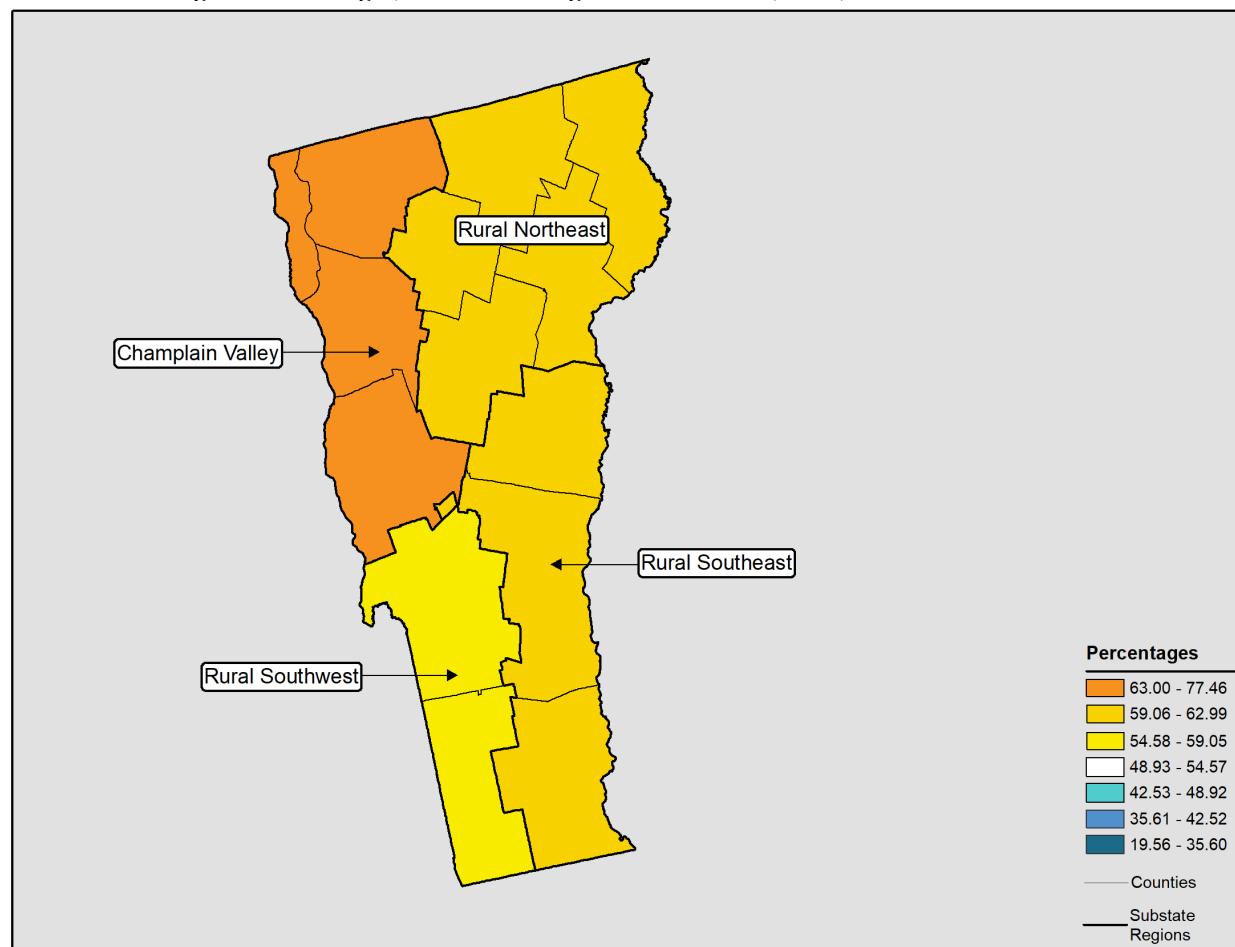 Rural Northeast
Champlain Valley
Rural Southeast
Rural Southwest
Percentages
63.00 - 77.46
59.06 - 62.99
54.58 - 59.05
48.93 - 54.57
42.53 - 48.92
35.61 - 42.52
19.56 - 35.60
Counties
Substate
Regions